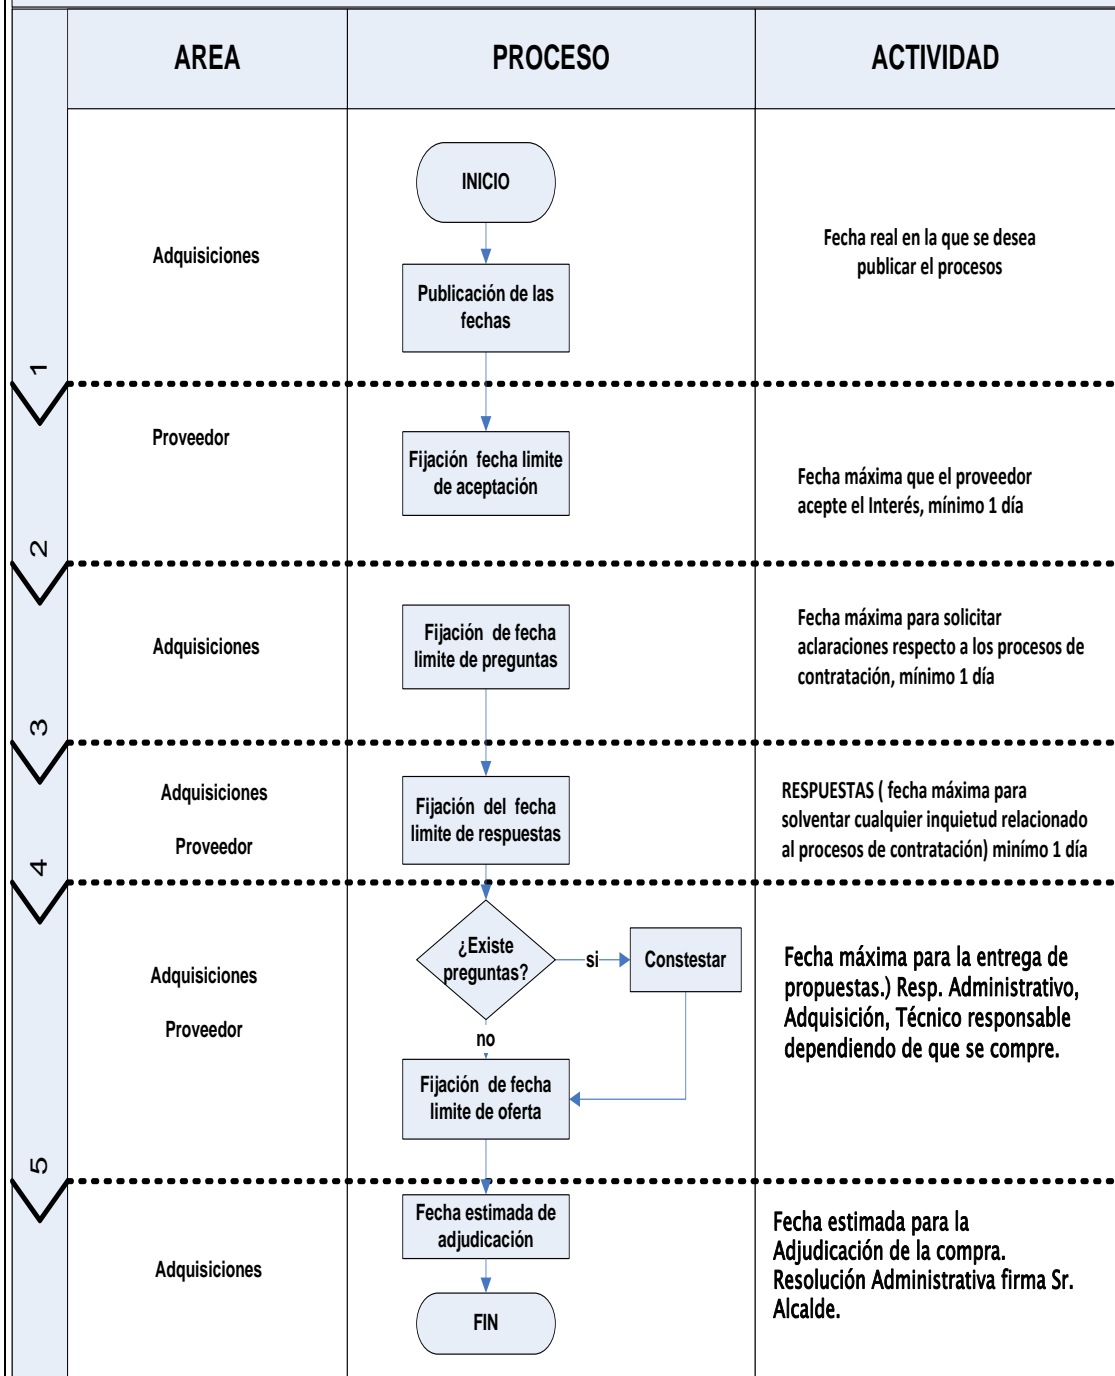 AREA
PROCESO
ACTIVIDAD
INICIO
Adquisiciones
Publicación de las
fechas
Fecha real en la que se desea
publicar el procesos
1
Proveedor
Fijación fecha limite
de aceptación
Fecha máxima que el proveedor
acepte el Interés, mínimo 1 día
2
Adquisiciones
Fijación de fecha
limite de preguntas
Fecha máxima para solicitar
aclaraciones respecto a los procesos de
contratación, mínimo 1 día
3
Adquisiciones
Proveedor
Fijación del fecha
limite de respuestas
RESPUESTAS ( fecha máxima para
solventar cualquier inquietud relacionado
al procesos de contratación) minímo 1 día
4
Adquisiciones
Proveedor
¿Existe
preguntas?
si
Constestar
no
Fijación de fecha
limite de oferta
Fecha máxima para la entrega de
propuestas.) Resp. Administrativo,
Adquisición, Técnico responsable
dependiendo de que se compre.
5
Adquisiciones
Fecha estimada de
adjudicación
FIN
Fecha estimada para la
Adjudicación de la compra.
Resolución Administrativa firma Sr.
Alcalde.